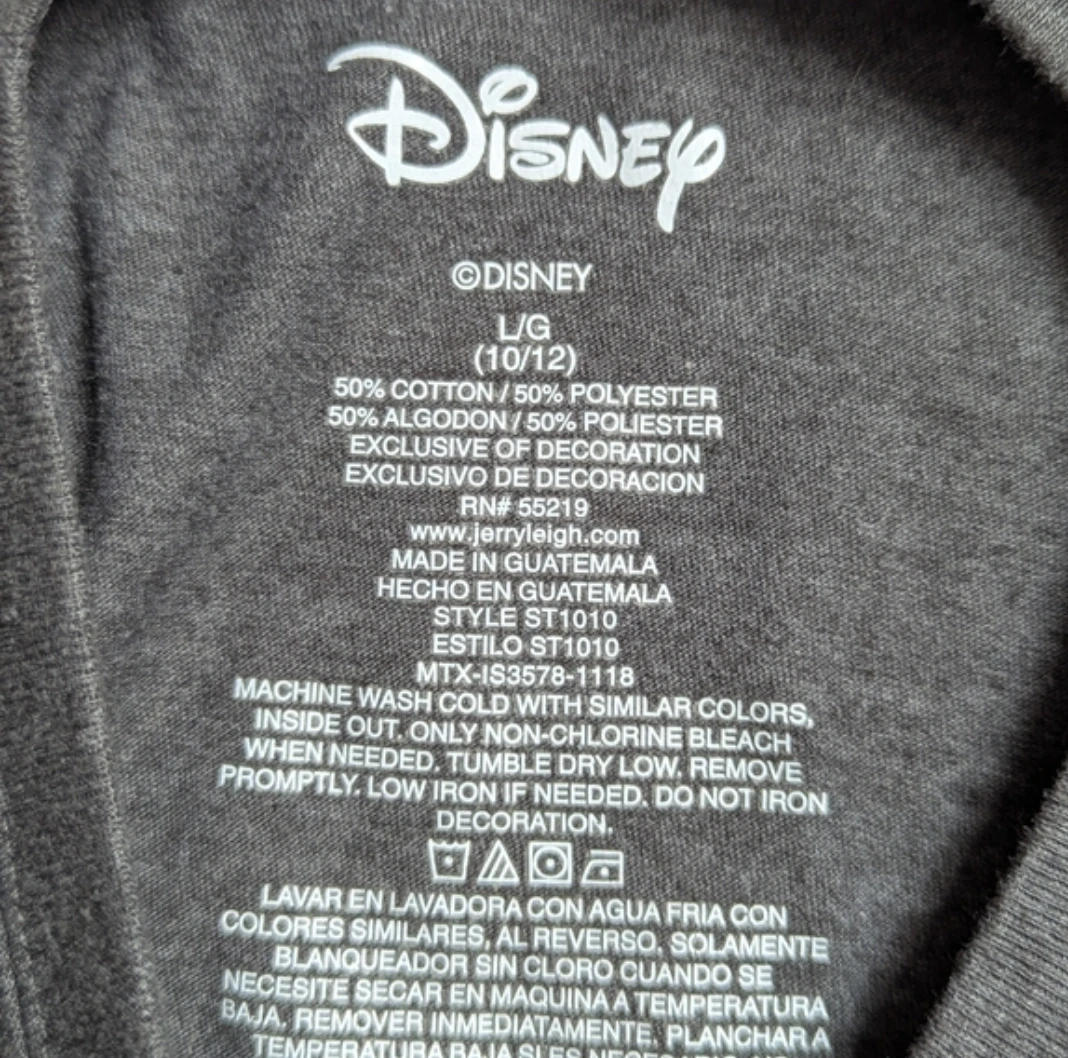 Disney
©DISNEY
L/G
(10/12)
50% COTTON / 50% POLYESTER
50% ALGODON / 50% POLIESTER
EXCLUSIVE OF DECORATION
EXCLUSIVO DE DECORACION
RN# 55219
www.jerryleigh.com
MADE IN GUATEMALA
HECHO EN GUATEMALA
STYLE ST1010
ESTILO ST1010
MTX-IS3578-1118
MACHINE WASH COLD WITH SIMILAR COLORS,
INSIDE OUT. ONLY NON-CHLORINE BLEACH
WHEN NEEDED. TUMBLE DRY LOW. REMOVE
PROMPTLY. LOW IRON IF NEEDED. DO NOT IRON
DECORATION.
LAVAR EN LAVADORA CON AGUA FRIA CON
COLORES SIMILARES, AL REVERSO. SOLAMENTE
BLANQUEADOR SIN CLORO CUANDO SE
NECESITE SECAR EN MAQUINA A TEMPERATURA
BAJA. REMOVER INMEDIATAMENTE. PLANCHAR A
TEMPERATURA BAJA SI ES